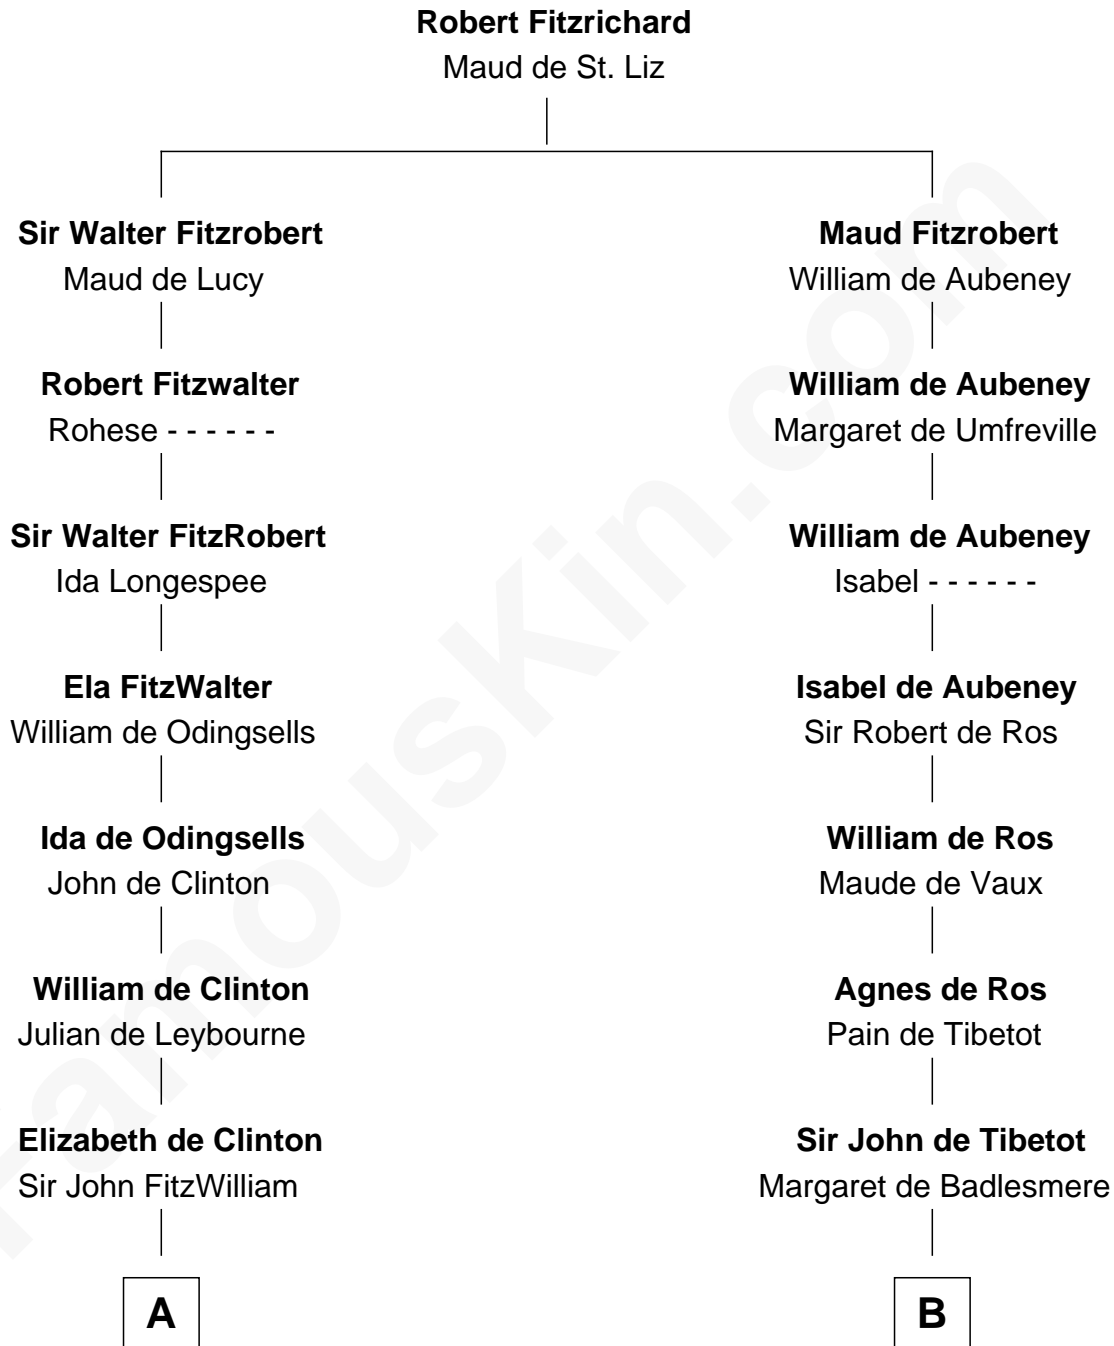 Robert Fitzrichard
Maud de St. Liz
Sir Walter Fitzrobert
Maud de Lucy
Robert Fitzwalter
Rohese - - - - - -
Sir Walter FitzRobert
Ida Longespee
Ela FitzWalter
William de Odingsells
Ida de Odingsells
John de Clinton
William de Clinton
Julian de Leybourne
Elizabeth de Clinton
Sir John FitzWilliam
A
Maud Fitzrobert
William de Aubeney
William de Aubeney
Margaret de Umfreville
William de Aubeney
Isabel - - - - - -
Isabel de Aubeney
Sir Robert de Ros
William de Ros
Maude de Vaux
Agnes de Ros
Pain de Tibetot
Sir John de Tibetot
Margaret de Badlesmere
B
FamousKin.com